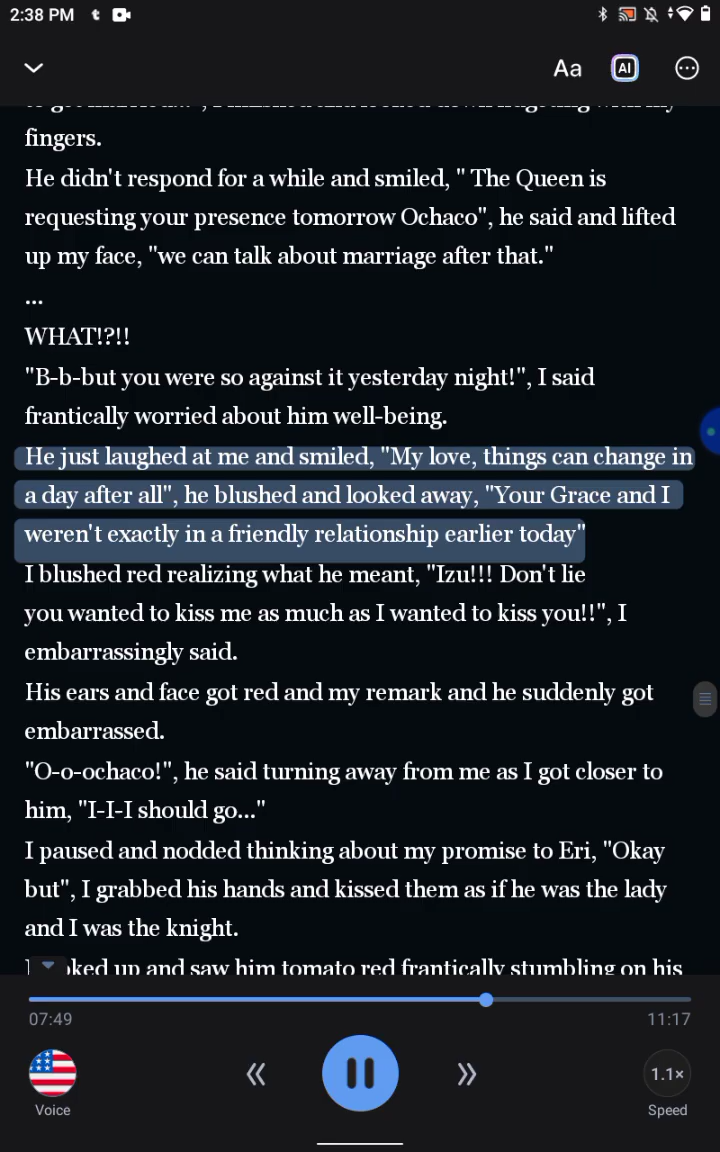 2:38 PM t
Aa AI
fingers.
He didn't respond for a while and smiled, " The Queen is
requesting your presence tomorrow Ochaco", he said and lifted
up my face, "we can talk about marriage after that."
...
WHAT!?!!
"B-b-but you were so against it yesterday night!", I said
frantically worried about him well-being.
He just laughed at me and smiled, "My love, things can change in
a day after all", he blushed and looked away, "Your Grace and I
weren't exactly in a friendly relationship earlier today"
I blushed red realizing what he meant, "Izu!!! Don't lie
you wanted to kiss me as much as I wanted to kiss you!!", I
embarrassingly said.
His ears and face got red and my remark and he suddenly got
embarrassed.
"O-o-ochaco!", he said turning away from me as I got closer to
him, "I-I-I should go..."
I paused and nodded thinking about my promise to Eri, "Okay
but", I grabbed his hands and kissed them as if he was the lady
and I was the knight.
up and saw him tomato red frantically stumbling on his
07:49 11:17
1.1×
Voice Speed